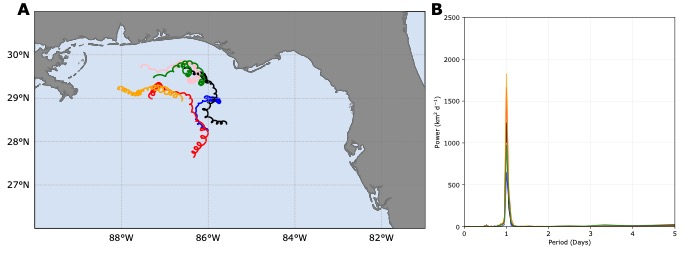 A
30°N
29°N
28°N
27°N
88°W
86°W
84°W
82°W
B
2500
2000
1500
1000
500
0
Power (km² d⁻¹)
0
1
2
3
4
5
Period (Days)